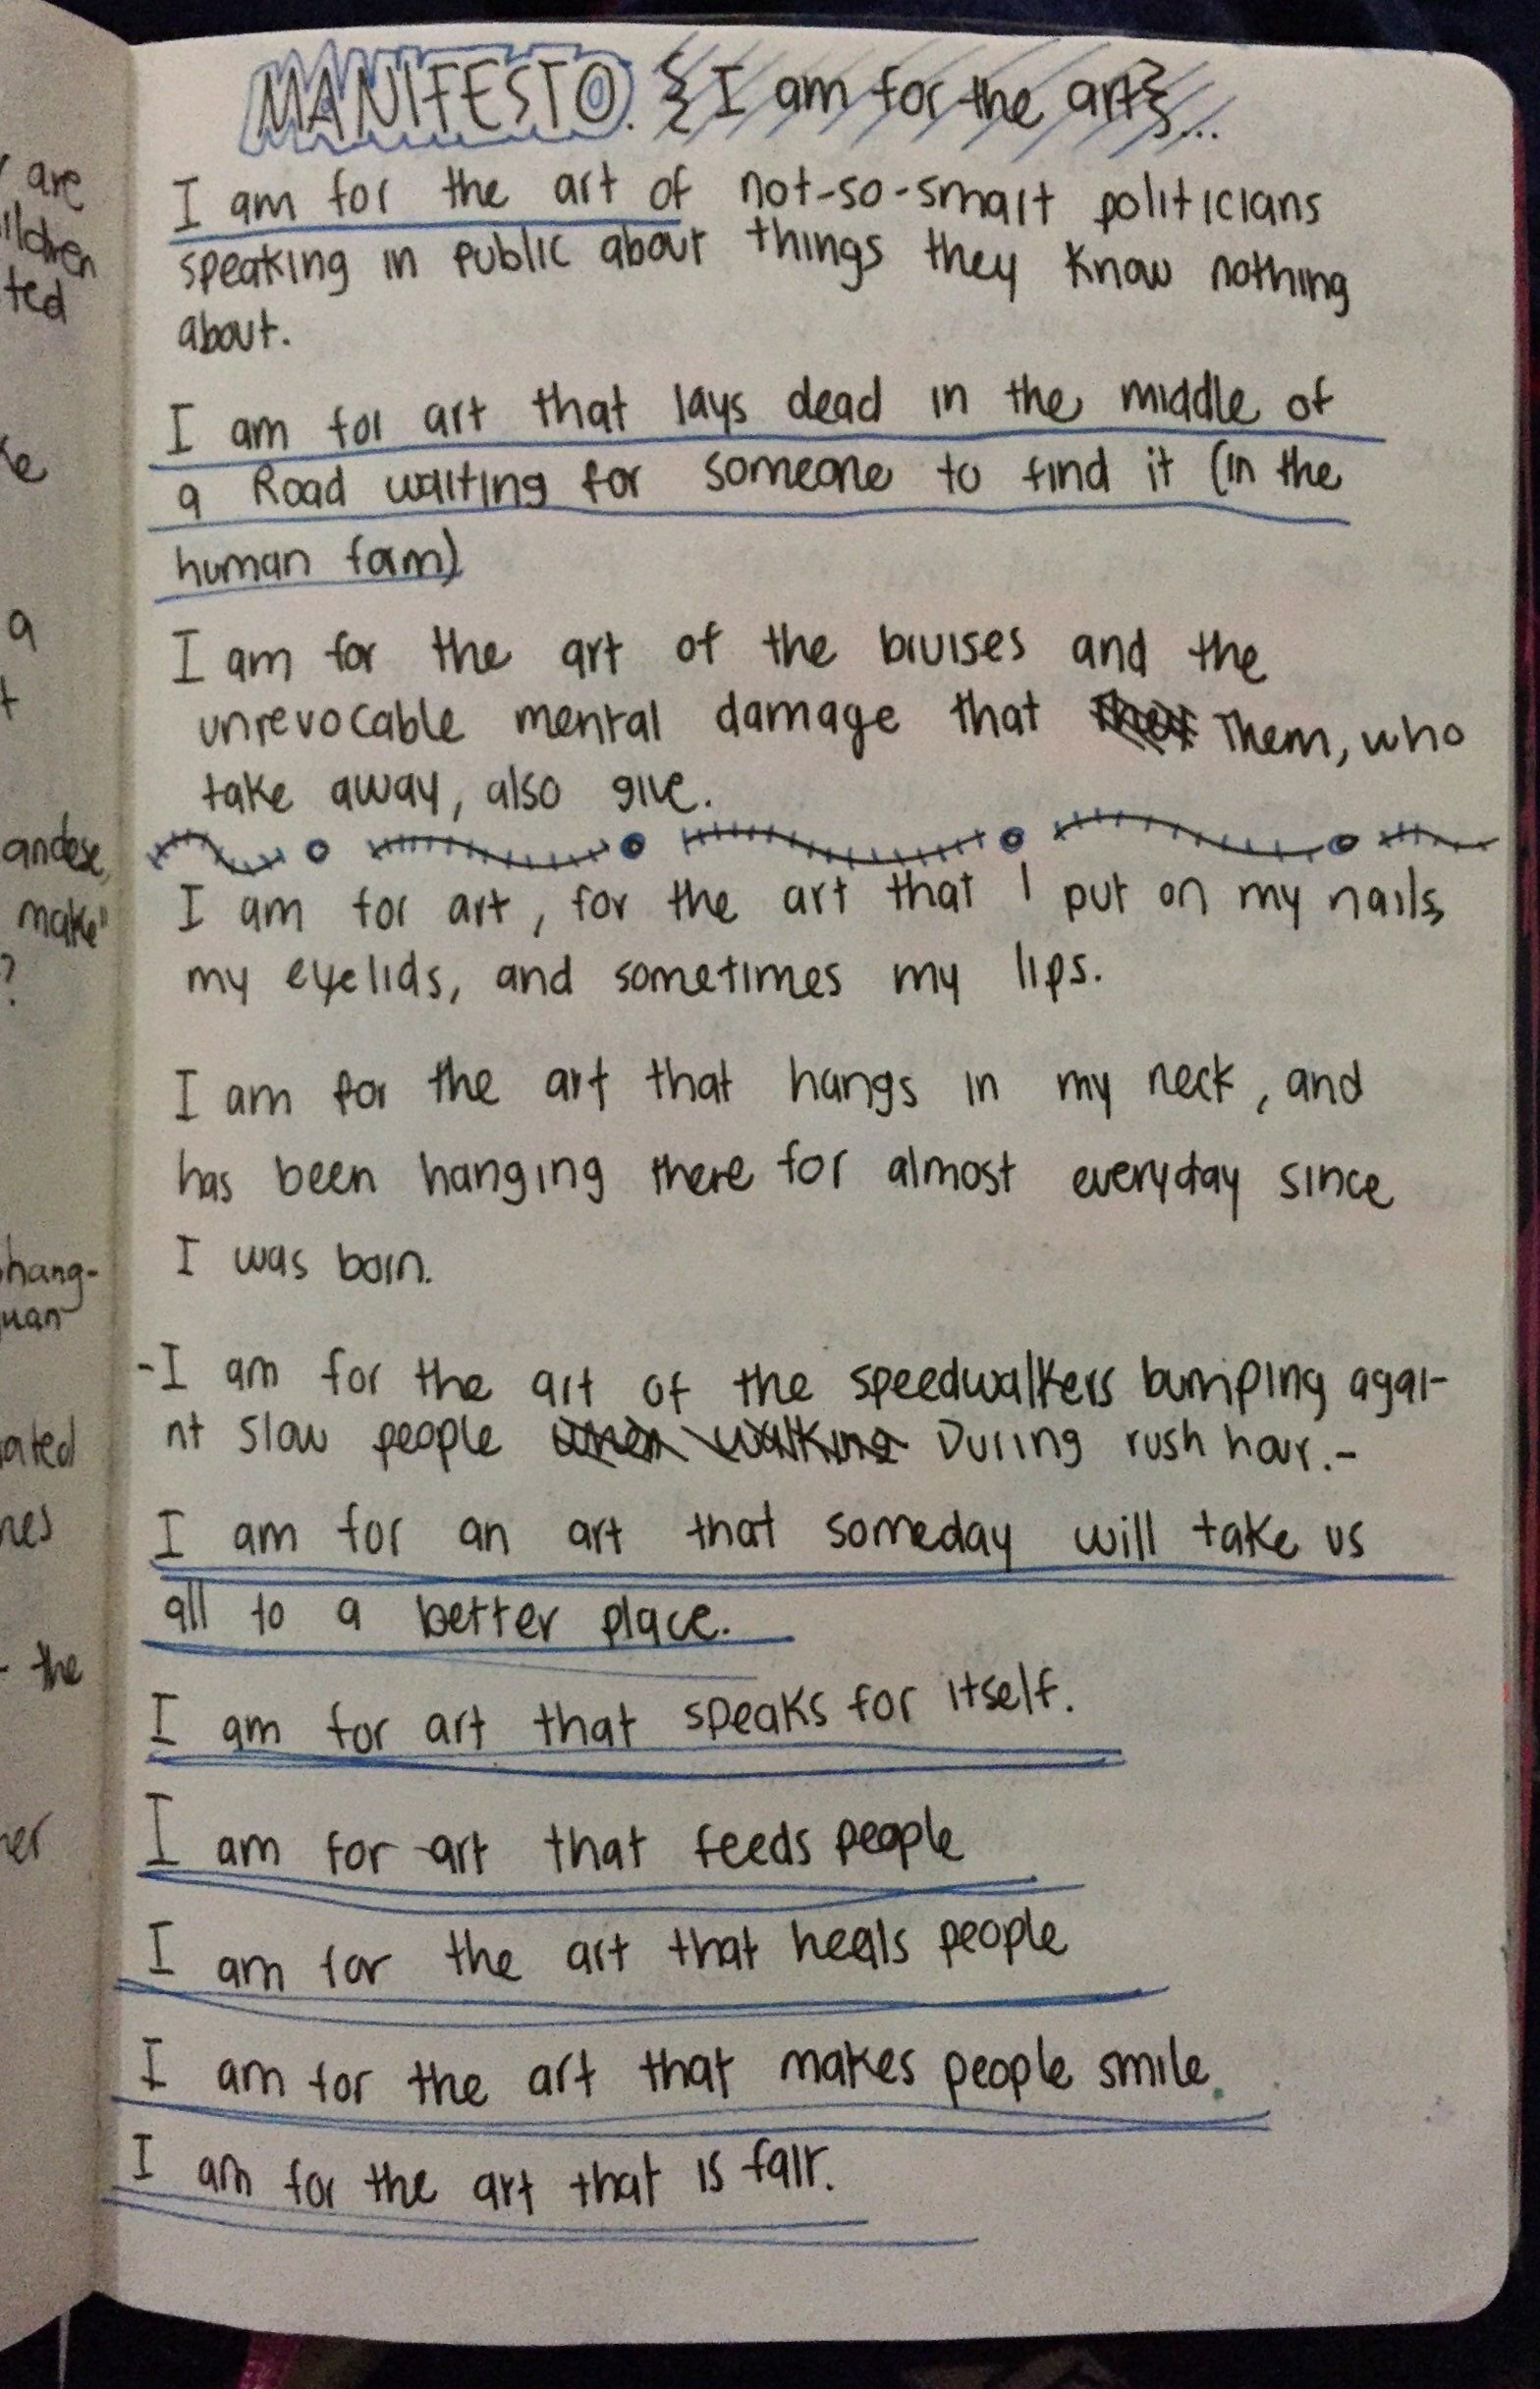 MANIFESTO. {I am for the art}...
I am for the art of not-so-smart politicians
speaking in public about things they know nothing
about.
I am for art that lays dead in the middle of
a Road waiting for someone to find it (in the
human form)
I am for the art of the bruises and the
unrevocable mental damage that Them, who
take away, also give.
I am for art, for the art that I put on my nails,
my eyelids, and sometimes my lips.
I am for the art that hangs in my neck, and
has been hanging there for almost everyday since
I was born.
-I am for the art of the speedwalkers bumping agai-
nt slow people when walking During rush hour.-
I am for an art that someday will take us
all to a better place.
I am for art that speaks for itself.
I am for art that feeds people
I am for the art that heals people
I am for the art that makes people smile.
I am for the art that is fair.
are
ildren
ted
a
andese,
make"
?
hang-
uan
ated
nes
- the
er